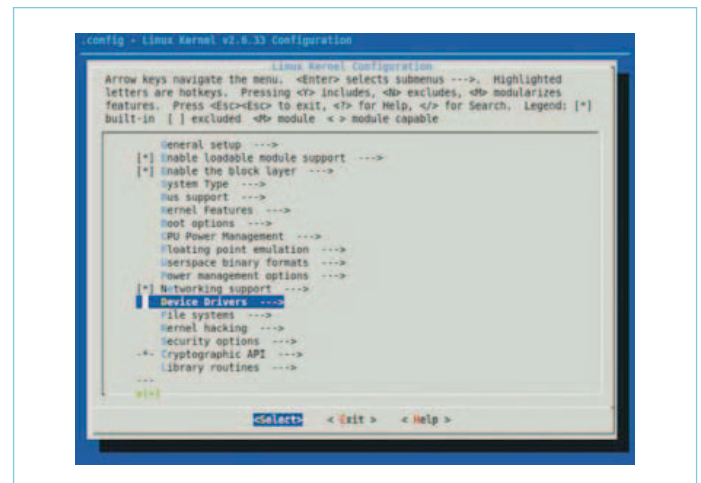 .config - Linux Kernel v2.6.33 Configuration
Linux Kernel Configuration
Arrow keys navigate the menu. <Enter> selects submenus --->. Highlighted
letters are hotkeys. Pressing <Y> includes, <N> excludes, <M> modularizes
features. Press <Esc><Esc> to exit, <?> for Help, </> for Search. Legend: [*]
built-in [ ] excluded <M> module < > module capable
General setup --->
[*] Enable loadable module support --->
[*] Enable the block layer --->
System Type --->
Bus support --->
Kernel Features --->
Boot options --->
CPU Power Management --->
Floating point emulation --->
Userspace binary formats --->
Power management options --->
[*] Networking support --->
Device Drivers --->
File systems --->
Kernel hacking --->
Security options --->
-*- Cryptographic API --->
Library routines --->
---
v(+)
<Select> < Exit > < Help >